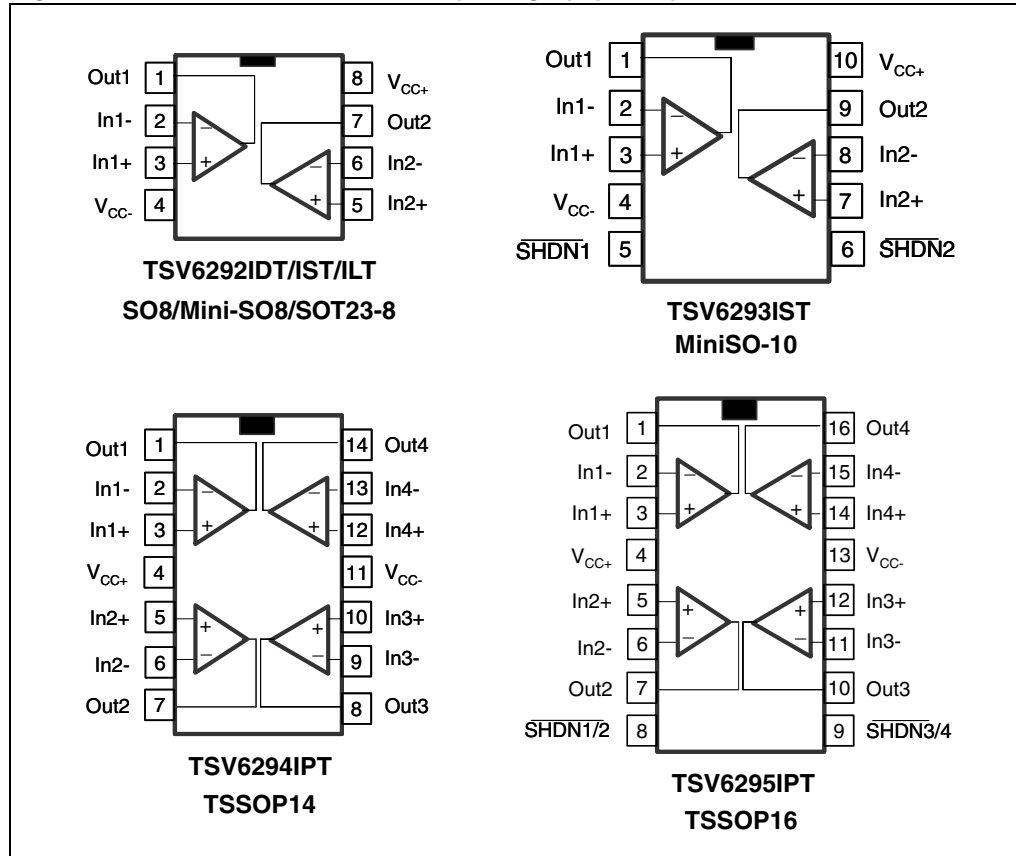 Out1 1 8 VCC+
In1- 2 − 7 Out2
In1+ 3 + − 6 In2-
VCC- 4 + 5 In2+
TSV6292IDT/IST/ILT
SO8/Mini-SO8/SOT23-8
Out1 1 10 VCC+
In1- 2 − 9 Out2
In1+ 3 + − 8 In2-
VCC- 4 + 7 In2+
SHDN1 5 6 SHDN2
TSV6293IST
MiniSO-10
Out1 1 14 Out4
In1- 2 − − 13 In4-
In1+ 3 + + 12 In4+
VCC+ 4 11 VCC-
In2+ 5 + + 10 In3+
In2- 6 − − 9 In3-
Out2 7 8 Out3
TSV6294IPT
TSSOP14
Out1 1 16 Out4
In1- 2 − − 15 In4-
In1+ 3 + + 14 In4+
VCC+ 4 13 VCC-
In2+ 5 + + 12 In3+
In2- 6 − − 11 In3-
Out2 7 10 Out3
SHDN1/2 8 9 SHDN3/4
TSV6295IPT
TSSOP16